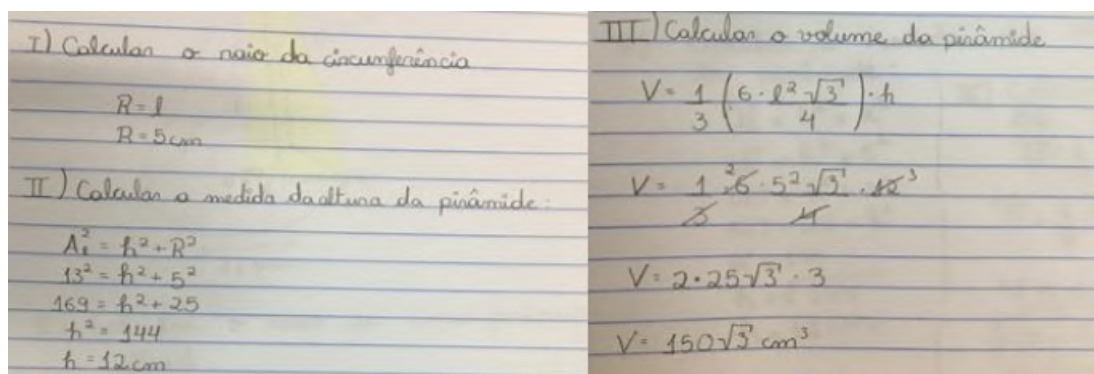 I) Calcular o raio da circunferência
R = l
R = 5 cm
II) Calcular a medida da altura da pirâmide:
A₁² = h² + R²
13² = h² + 5²
169 = h² + 25
h² = 144
h = 12 cm
III) Calcular o volume da pirâmide
V = 1/3 (6 · l²√3/4) · h
V = 1/3 ²6 · 5²√3/4 · 12 ³
V = 2 · 25√3 · 3
V = 150√3 cm³